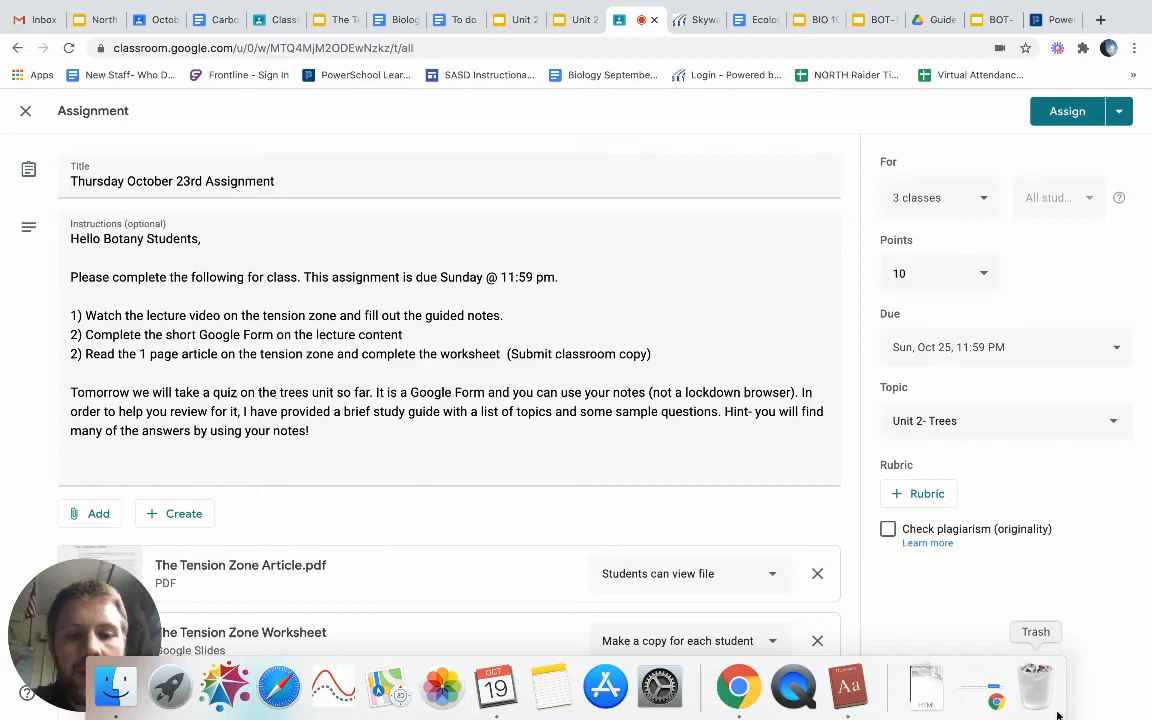 Inbox
North
Octob
Carbo
Classw
The Te
Biolog
To do
Unit 2
Unit 2
Skywa
Ecolog
BIO 10
BOT-1
Guide
BOT-
Power
classroom.google.com/u/0/w/MTQ4MjM2ODEwNzkz/t/all
Apps
New Staff- Who D...
Frontline - Sign In
PowerSchool Lear...
SASD Instructiona...
Biology Septembe...
Login - Powered b...
NORTH Raider Ti...
Virtual Attendanc...
»
Assignment
Assign
Title
Thursday October 23rd Assignment
Instructions (optional)
Hello Botany Students,
Please complete the following for class. This assignment is due Sunday @ 11:59 pm.
1) Watch the lecture video on the tension zone and fill out the guided notes.
2) Complete the short Google Form on the lecture content
2) Read the 1 page article on the tension zone and complete the worksheet (Submit classroom copy)
Tomorrow we will take a quiz on the trees unit so far. It is a Google Form and you can use your notes (not a lockdown browser). In
order to help you review for it, I have provided a brief study guide with a list of topics and some sample questions. Hint- you will find
many of the answers by using your notes!
Add
Create
The Tension Zone Article.pdf
PDF
Students can view file
The Tension Zone Worksheet
Google Slides
Make a copy for each student
For
3 classes
All stud...
Points
10
Due
Sun, Oct 25, 11:59 PM
Topic
Unit 2- Trees
Rubric
Rubric
Check plagiarism (originality)
Learn more
Trash
OCT
19
Aa
HTML